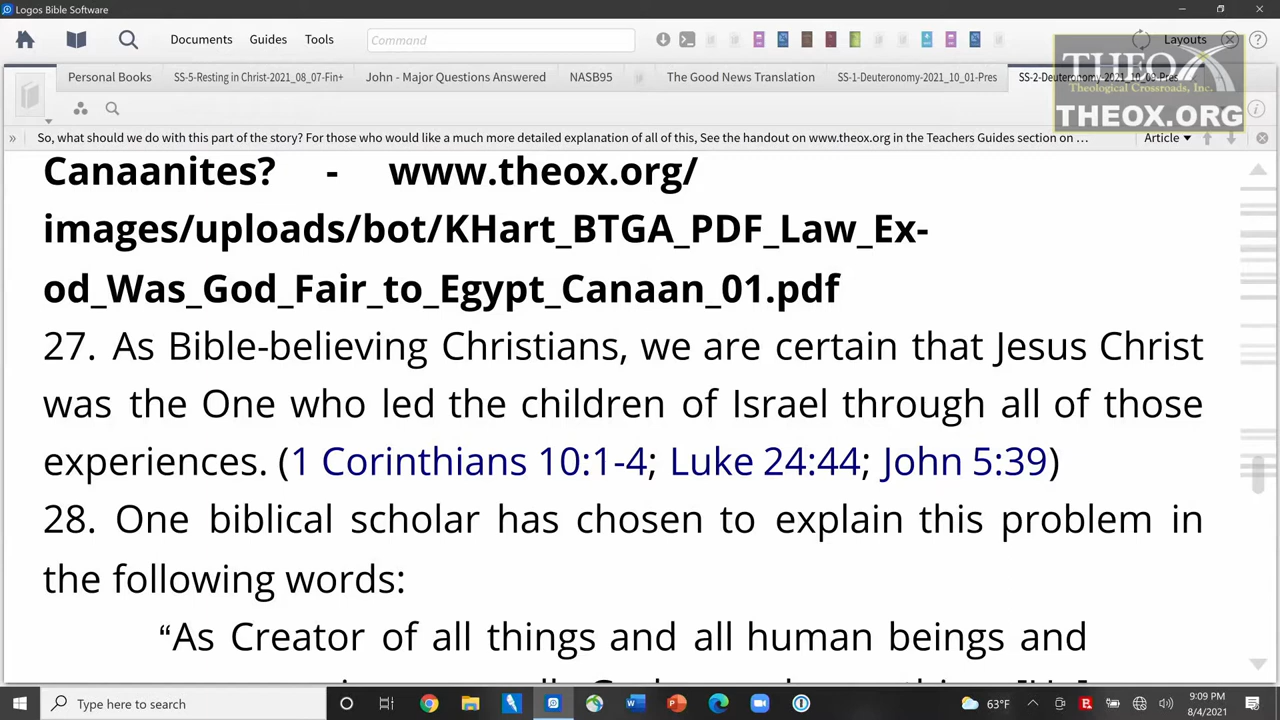 Logos Bible Software
Documents Guides Tools Command Layouts
THEOX
Theological Crossroads, Inc.
THEOX.ORG
Personal Books SS-5-Resting in Christ-2021_08_07-Fin+ John - Major Questions Answered NASB95 The Good News Translation SS-1-Deuteronomy-2021_10_01-Pres SS-2-Deuteronomy-2021_10_09-Pres
» So, what should we do with this part of the story? For those who would like a much more detailed explanation of all of this, See the handout on www.theox.org in the Teachers Guides section on … Article
Canaanites? - www.theox.org/
images/uploads/bot/KHart_BTGA_PDF_Law_Ex-
od_Was_God_Fair_to_Egypt_Canaan_01.pdf
27. As Bible-believing Christians, we are certain that Jesus Christ
was the One who led the children of Israel through all of those
experiences. (1 Corinthians 10:1-4; Luke 24:44; John 5:39)
28. One biblical scholar has chosen to explain this problem in
the following words:
“As Creator of all things and all human beings and
Type here to search 63°F 9:09 PM
8/4/2021